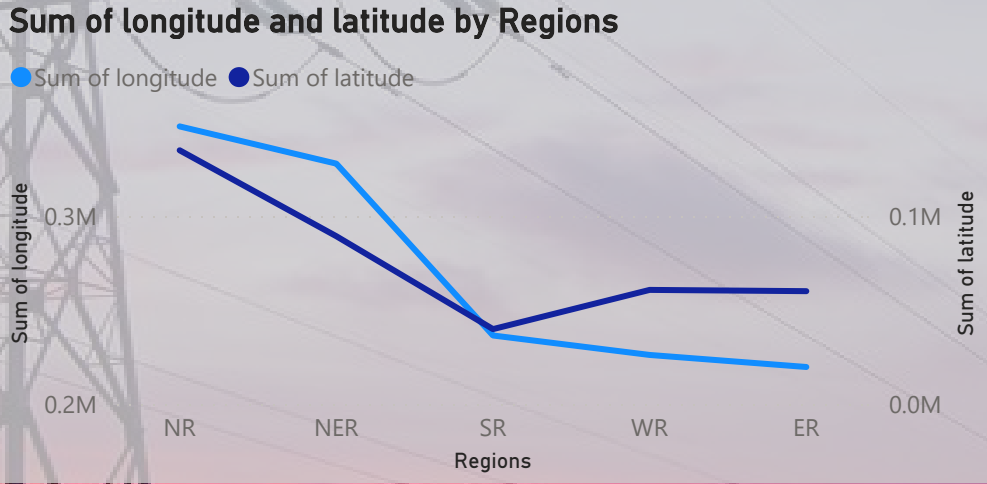 Sum of longitude and latitude by Regions
Sum of longitude Sum of latitude
Sum of longitude
0.3M
0.2M
0.1M
0.0M
Sum of latitude
NR NER SR WR ER
Regions